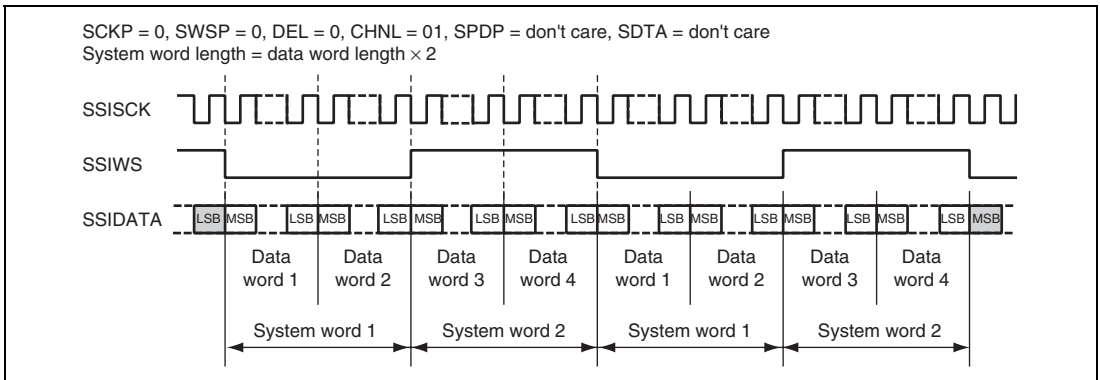 SCKP = 0, SWSP = 0, DEL = 0, CHNL = 01, SPDP = don't care, SDTA = don't care
System word length = data word length × 2
SSISCK
SSIWS
SSIDATA
LSB MSB LSB MSB LSB MSB LSB MSB LSB MSB LSB MSB LSB MSB LSB MSB LSB MSB
Data word 1 Data word 2 Data word 3 Data word 4 Data word 1 Data word 2 Data word 3 Data word 4
System word 1 System word 2 System word 1 System word 2